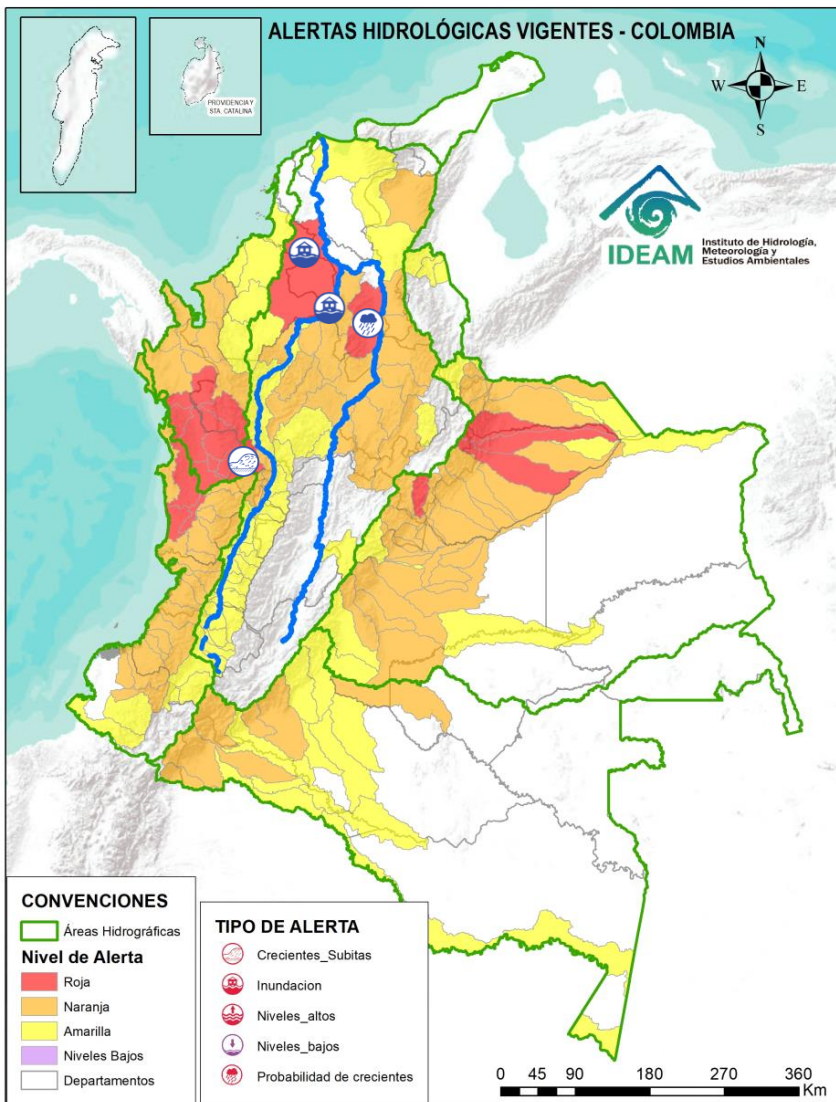 ALERTAS HIDROLÓGICAS VIGENTES - COLOMBIA
PROVIDENCIA Y
STA. CATALINA
N
W
E
S
IDEAM
Instituto de Hidrología,
Meteorología y
Estudios Ambientales
CONVENCIONES
Áreas Hidrográficas
Nivel de Alerta
Roja
Naranja
Amarilla
Niveles Bajos
Departamentos
TIPO DE ALERTA
Crecientes_Subitas
Inundacion
Niveles_altos
Niveles_bajos
Probabilidad de crecientes
0 45 90 180 270 360
Km